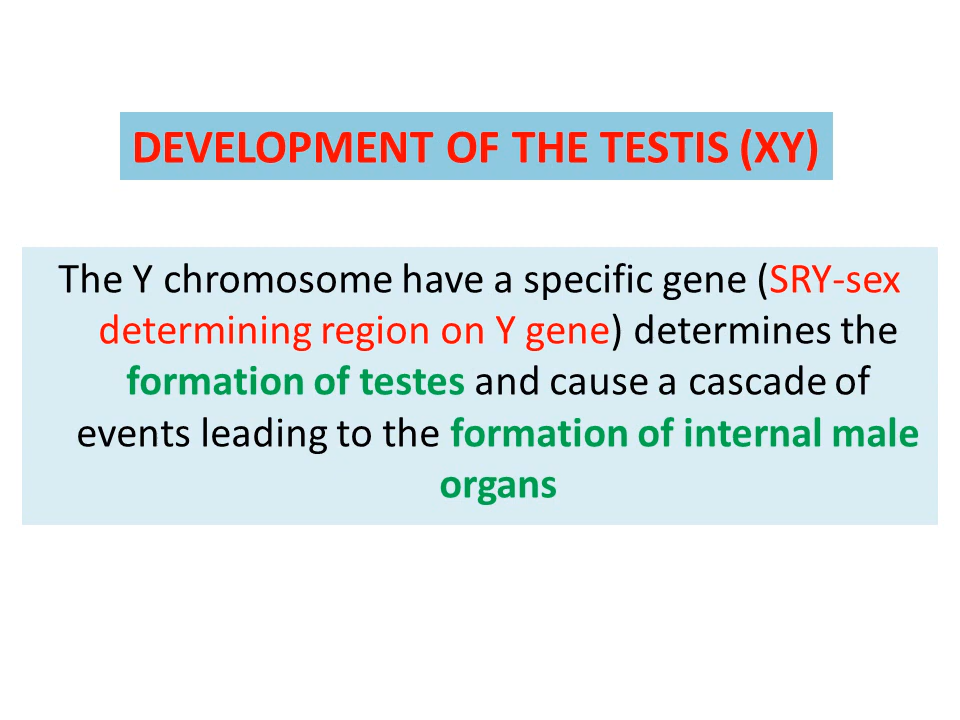 DEVELOPMENT OF THE TESTIS (XY)
The Y chromosome have a specific gene (SRY-sex
determining region on Y gene) determines the
formation of testes and cause a cascade of
events leading to the formation of internal male
organs